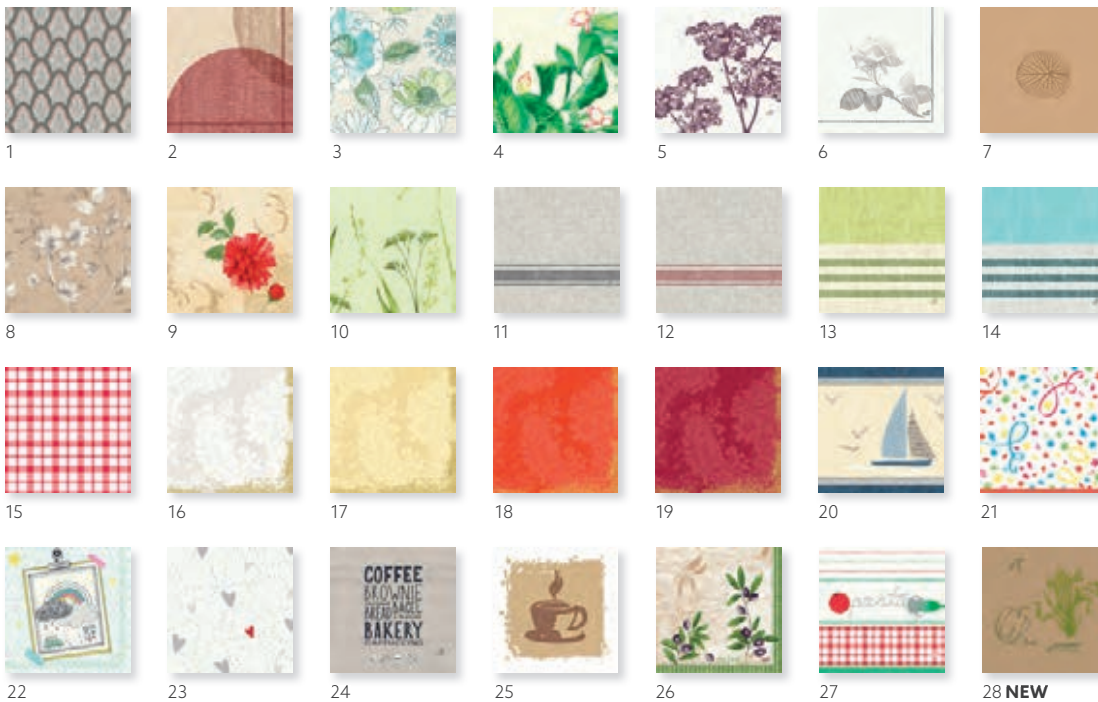 1 2 3 4 5 6 7
8 9 10 11 12 13 14
15 16 17 18 19 20 21
COFFEE
BROWNIE
BREAD BAGEL
BAKERY
22 23 24 25 26 27 28 NEW